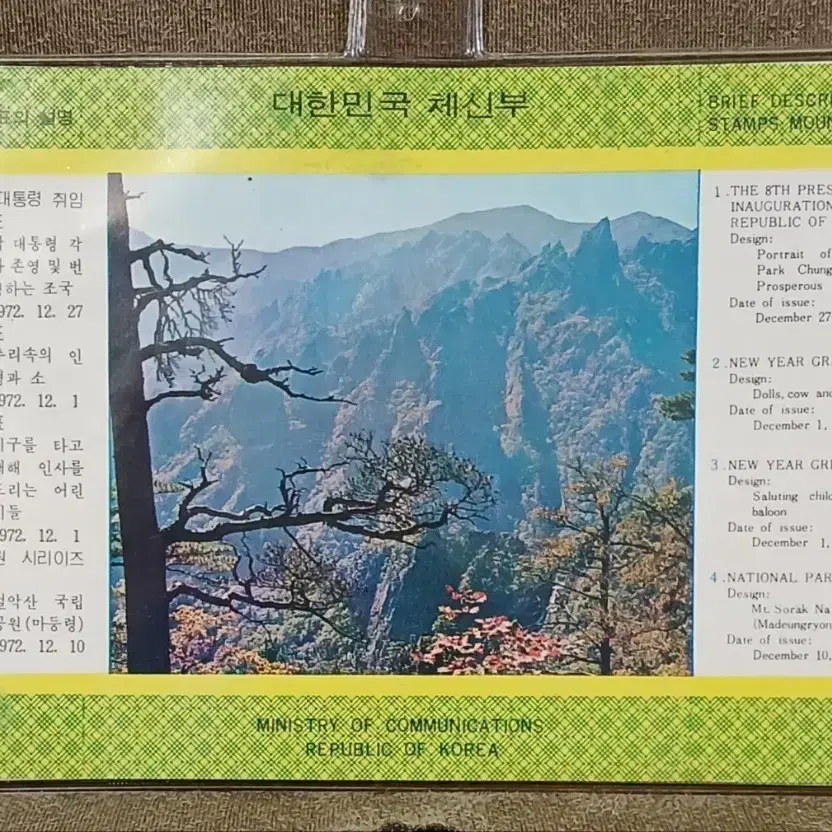 표의 설명
대한민국 체신부
BRIEF DESCR
STAMPS MOU
대통령 취임
대통령 각
존영 및 번
하는 조국
972. 12. 27
속의 인
과 소
972. 12. 1
구를 타고
해 인사를
드리는 어린
들
972. 12. 1
시리이즈
악산 국립
공원(마등령)
972. 12. 10
1. THE 8TH PRES
INAUGURATION
REPUBLIC OF
Design:
Portrait of
Park Chung
Prosperous
Date of issue:
December 27
2. NEW YEAR GRE
Design:
Dolls, cow and
Date of issue:
December 1,
3. NEW YEAR GRE
Design:
Saluting chil
baloon
Date of issue:
December 1,
4. NATIONAL PAR
Design:
Mt. Sorak Na
(Madeungryon
Date of issue:
December 10,
MINISTRY OF COMMUNICATIONS
REPUBLIC OF KOREA